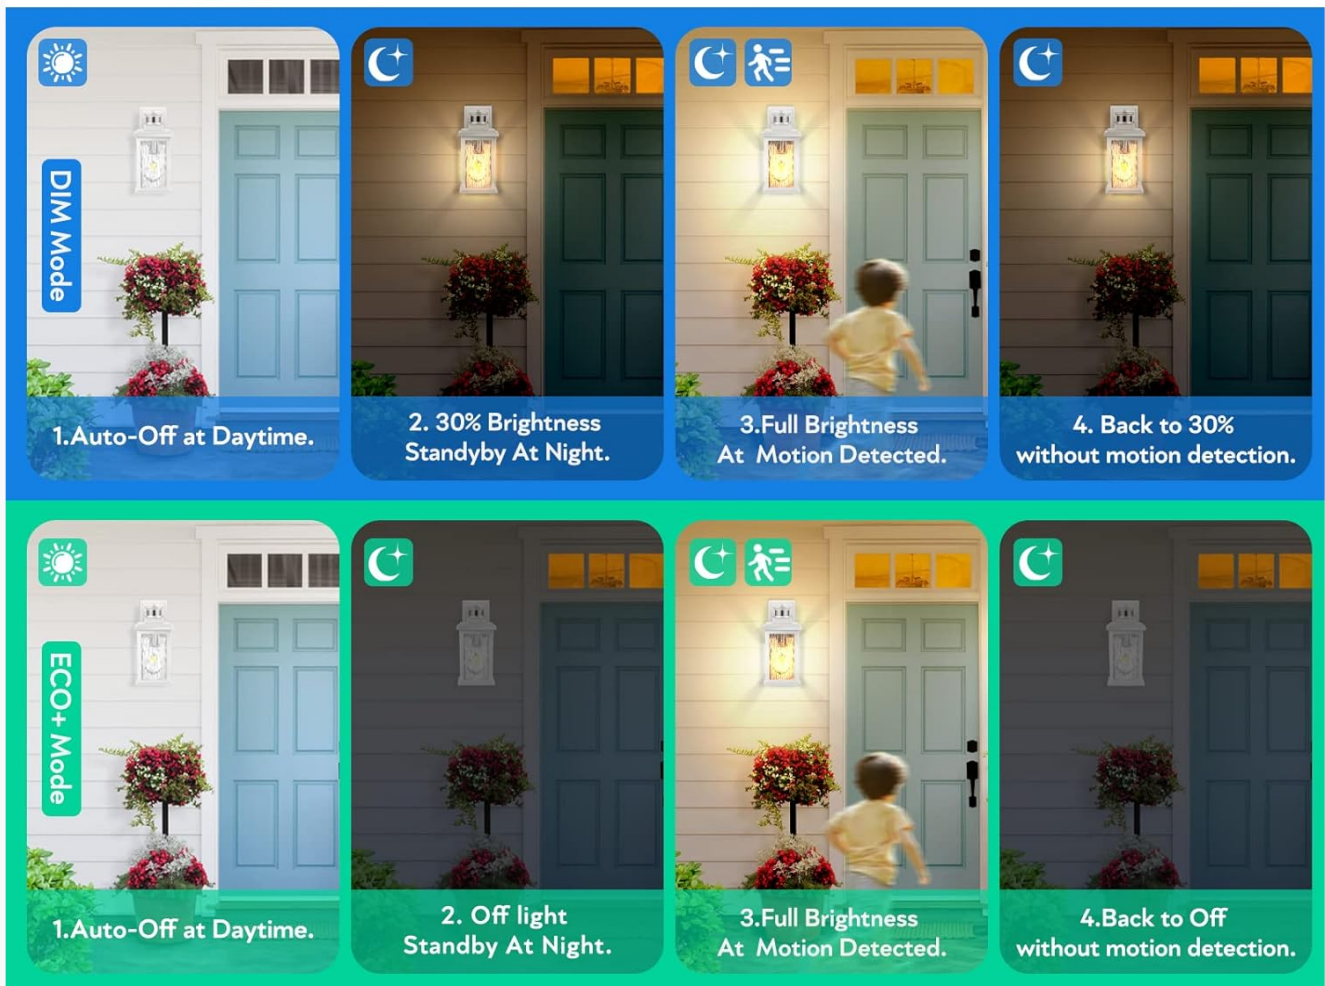 DIM Mode
1.Auto-Off at Daytime.
2. 30% Brightness
Standyby At Night.
3.Full Brightness
At Motion Detected.
4. Back to 30%
without motion detection.
ECO+ Mode
1.Auto-Off at Daytime.
2. Off light
Standby At Night.
3.Full Brightness
At Motion Detected.
4.Back to Off
without motion detection.